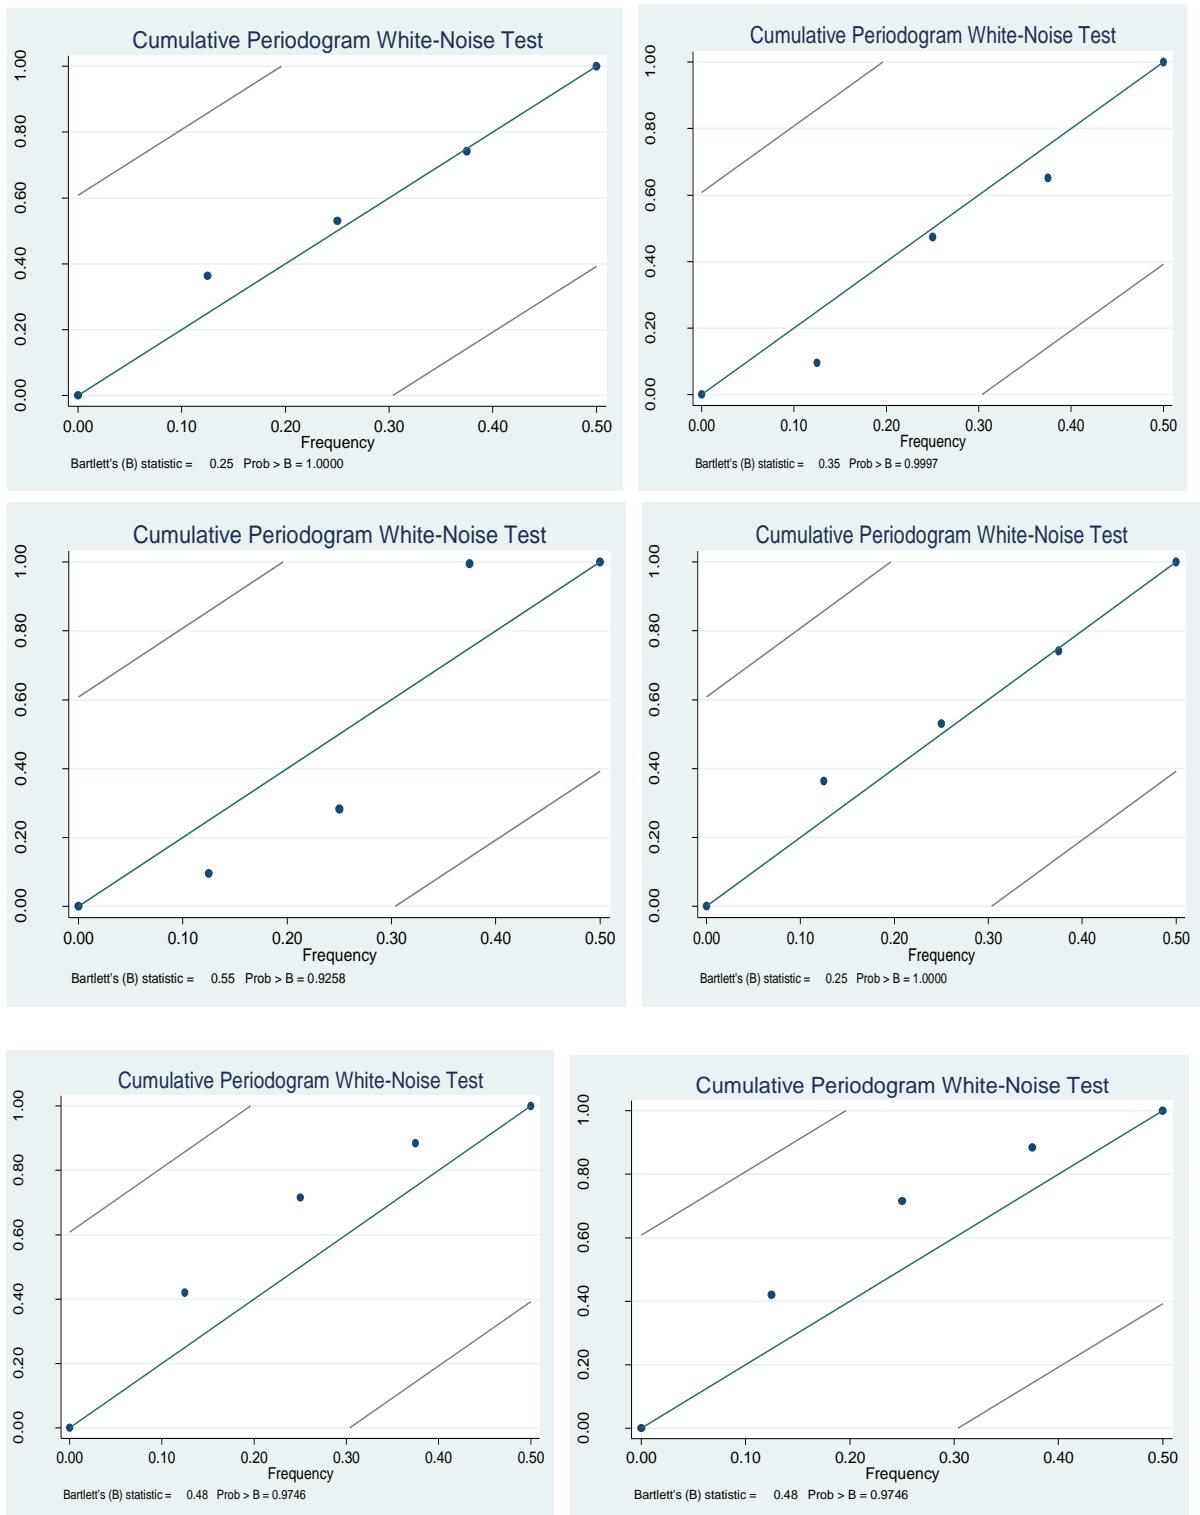 Cumulative Periodogram White-Noise Test
1.00
0.80
0.60
0.40
0.20
0.00
0.00 0.10 0.20 0.30 0.40 0.50
Frequency
Bartlett's (B) statistic = 0.25 Prob > B = 1.0000
Cumulative Periodogram White-Noise Test
1.00
0.80
0.60
0.40
0.20
0.00
0.00 0.10 0.20 0.30 0.40 0.50
Frequency
Bartlett's (B) statistic = 0.35 Prob > B = 0.9997
Cumulative Periodogram White-Noise Test
1.00
0.80
0.60
0.40
0.20
0.00
0.00 0.10 0.20 0.30 0.40 0.50
Frequency
Bartlett's (B) statistic = 0.55 Prob > B = 0.9258
Cumulative Periodogram White-Noise Test
1.00
0.80
0.60
0.40
0.20
0.00
0.00 0.10 0.20 0.30 0.40 0.50
Frequency
Bartlett's (B) statistic = 0.25 Prob > B = 1.0000
Cumulative Periodogram White-Noise Test
1.00
0.80
0.60
0.40
0.20
0.00
0.00 0.10 0.20 0.30 0.40 0.50
Frequency
Bartlett's (B) statistic = 0.48 Prob > B = 0.9746
Cumulative Periodogram White-Noise Test
1.00
0.80
0.60
0.40
0.20
0.00
0.00 0.10 0.20 0.30 0.40 0.50
Frequency
Bartlett's (B) statistic = 0.48 Prob > B = 0.9746